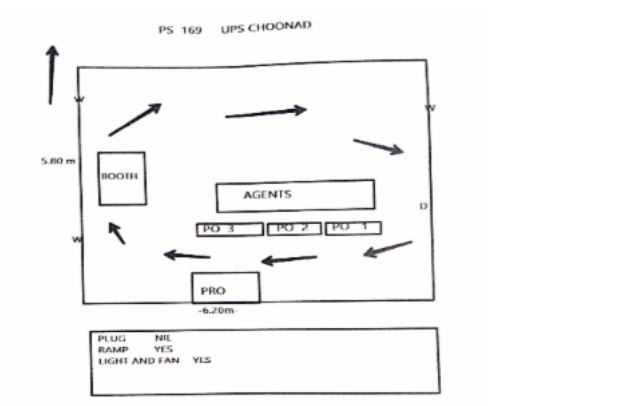 PS 169 UPS CHOONAD
W
W
5.80 m
BOOTH
AGENTS
D
PO 3 PO 2 PO 1
W
PRO
-6.20m-
PLUG NIL
RAMP YES
LIGHT AND FAN YES